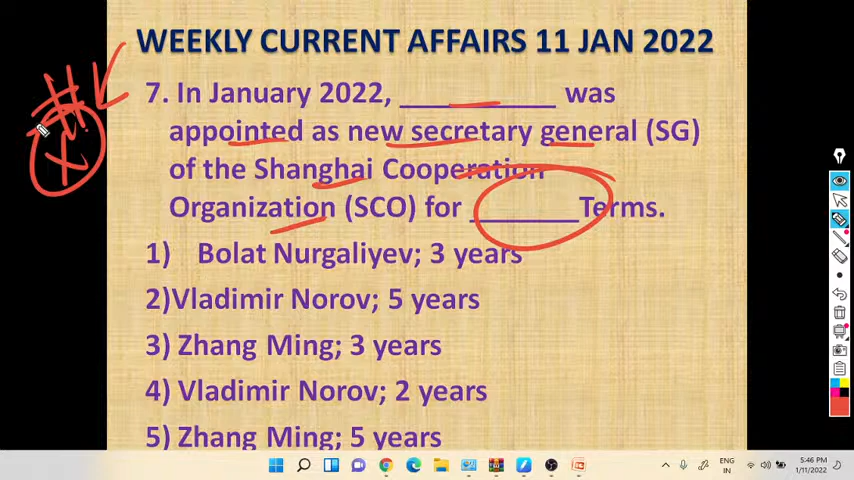 WEEKLY CURRENT AFFAIRS 11 JAN 2022
7. In January 2022, __________ was
appointed as new secretary general (SG)
of the Shanghai Cooperation
Organization (SCO) for _______Terms.
1) Bolat Nurgaliyev; 3 years
2)Vladimir Norov; 5 years
3) Zhang Ming; 3 years
4) Vladimir Norov; 2 years
5) Zhang Ming; 5 years
ENG
IN
5:46 PM
1/11/2022